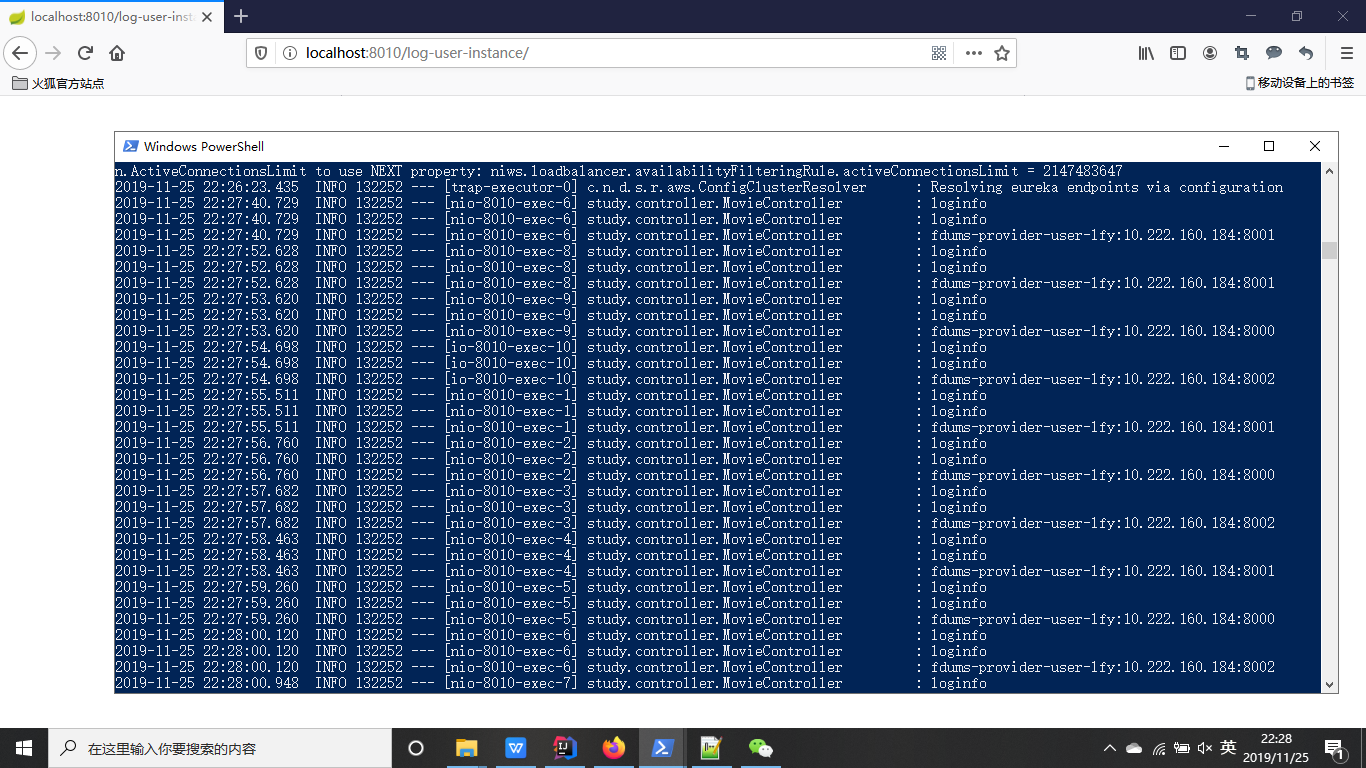 localhost:8010/log-user-inst
localhost:8010/log-user-instance/
火狐官方站点
移动设备上的书签
Windows PowerShell
n.ActiveConnectionsLimit to use NEXT property: niws.loadbalancer.availabilityFilteringRule.activeConnectionsLimit = 2147483647
2019-11-25 22:26:23.435  INFO 132252 --- [trap-executor-0] c.n.d.s.r.aws.ConfigClusterResolver      : Resolving eureka endpoints via configuration
2019-11-25 22:27:40.729  INFO 132252 --- [nio-8010-exec-6] study.controller.MovieController         : loginfo
2019-11-25 22:27:40.729  INFO 132252 --- [nio-8010-exec-6] study.controller.MovieController         : loginfo
2019-11-25 22:27:40.729  INFO 132252 --- [nio-8010-exec-6] study.controller.MovieController         : fdums-provider-user-lfy:10.222.160.184:8001
2019-11-25 22:27:52.628  INFO 132252 --- [nio-8010-exec-8] study.controller.MovieController         : loginfo
2019-11-25 22:27:52.628  INFO 132252 --- [nio-8010-exec-8] study.controller.MovieController         : loginfo
2019-11-25 22:27:52.628  INFO 132252 --- [nio-8010-exec-8] study.controller.MovieController         : fdums-provider-user-lfy:10.222.160.184:8001
2019-11-25 22:27:53.620  INFO 132252 --- [nio-8010-exec-9] study.controller.MovieController         : loginfo
2019-11-25 22:27:53.620  INFO 132252 --- [nio-8010-exec-9] study.controller.MovieController         : loginfo
2019-11-25 22:27:53.620  INFO 132252 --- [nio-8010-exec-9] study.controller.MovieController         : fdums-provider-user-lfy:10.222.160.184:8000
2019-11-25 22:27:54.698  INFO 132252 --- [io-8010-exec-10] study.controller.MovieController         : loginfo
2019-11-25 22:27:54.698  INFO 132252 --- [io-8010-exec-10] study.controller.MovieController         : loginfo
2019-11-25 22:27:54.698  INFO 132252 --- [io-8010-exec-10] study.controller.MovieController         : fdums-provider-user-lfy:10.222.160.184:8002
2019-11-25 22:27:55.511  INFO 132252 --- [nio-8010-exec-1] study.controller.MovieController         : loginfo
2019-11-25 22:27:55.511  INFO 132252 --- [nio-8010-exec-1] study.controller.MovieController         : loginfo
2019-11-25 22:27:55.511  INFO 132252 --- [nio-8010-exec-1] study.controller.MovieController         : fdums-provider-user-lfy:10.222.160.184:8001
2019-11-25 22:27:56.760  INFO 132252 --- [nio-8010-exec-2] study.controller.MovieController         : loginfo
2019-11-25 22:27:56.760  INFO 132252 --- [nio-8010-exec-2] study.controller.MovieController         : loginfo
2019-11-25 22:27:56.760  INFO 132252 --- [nio-8010-exec-2] study.controller.MovieController         : fdums-provider-user-lfy:10.222.160.184:8000
2019-11-25 22:27:57.682  INFO 132252 --- [nio-8010-exec-3] study.controller.MovieController         : loginfo
2019-11-25 22:27:57.682  INFO 132252 --- [nio-8010-exec-3] study.controller.MovieController         : loginfo
2019-11-25 22:27:57.682  INFO 132252 --- [nio-8010-exec-3] study.controller.MovieController         : fdums-provider-user-lfy:10.222.160.184:8002
2019-11-25 22:27:58.463  INFO 132252 --- [nio-8010-exec-4] study.controller.MovieController         : loginfo
2019-11-25 22:27:58.463  INFO 132252 --- [nio-8010-exec-4] study.controller.MovieController         : loginfo
2019-11-25 22:27:58.463  INFO 132252 --- [nio-8010-exec-4] study.controller.MovieController         : fdums-provider-user-lfy:10.222.160.184:8001
2019-11-25 22:27:59.260  INFO 132252 --- [nio-8010-exec-5] study.controller.MovieController         : loginfo
2019-11-25 22:27:59.260  INFO 132252 --- [nio-8010-exec-5] study.controller.MovieController         : loginfo
2019-11-25 22:27:59.260  INFO 132252 --- [nio-8010-exec-5] study.controller.MovieController         : fdums-provider-user-lfy:10.222.160.184:8000
2019-11-25 22:28:00.120  INFO 132252 --- [nio-8010-exec-6] study.controller.MovieController         : loginfo
2019-11-25 22:28:00.120  INFO 132252 --- [nio-8010-exec-6] study.controller.MovieController         : loginfo
2019-11-25 22:28:00.120  INFO 132252 --- [nio-8010-exec-6] study.controller.MovieController         : fdums-provider-user-lfy:10.222.160.184:8002
2019-11-25 22:28:00.948  INFO 132252 --- [nio-8010-exec-7] study.controller.MovieController         : loginfo
在这里输入你要搜索的内容
英
22:28
2019/11/25
1